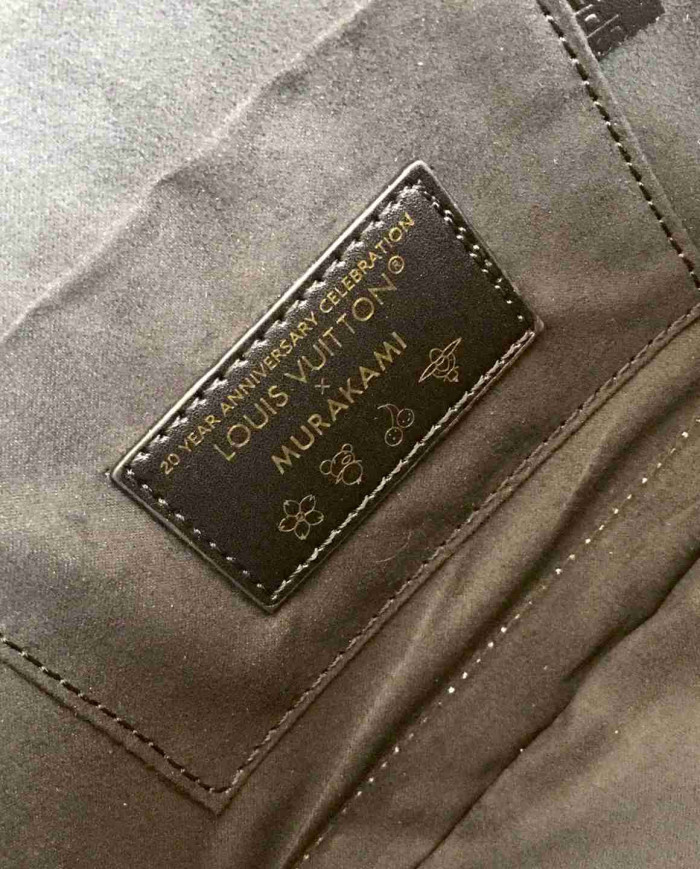 20 YEAR ANNIVERSARY CELEBRATION
LOUIS VUITTON®
×
MURAKAMI